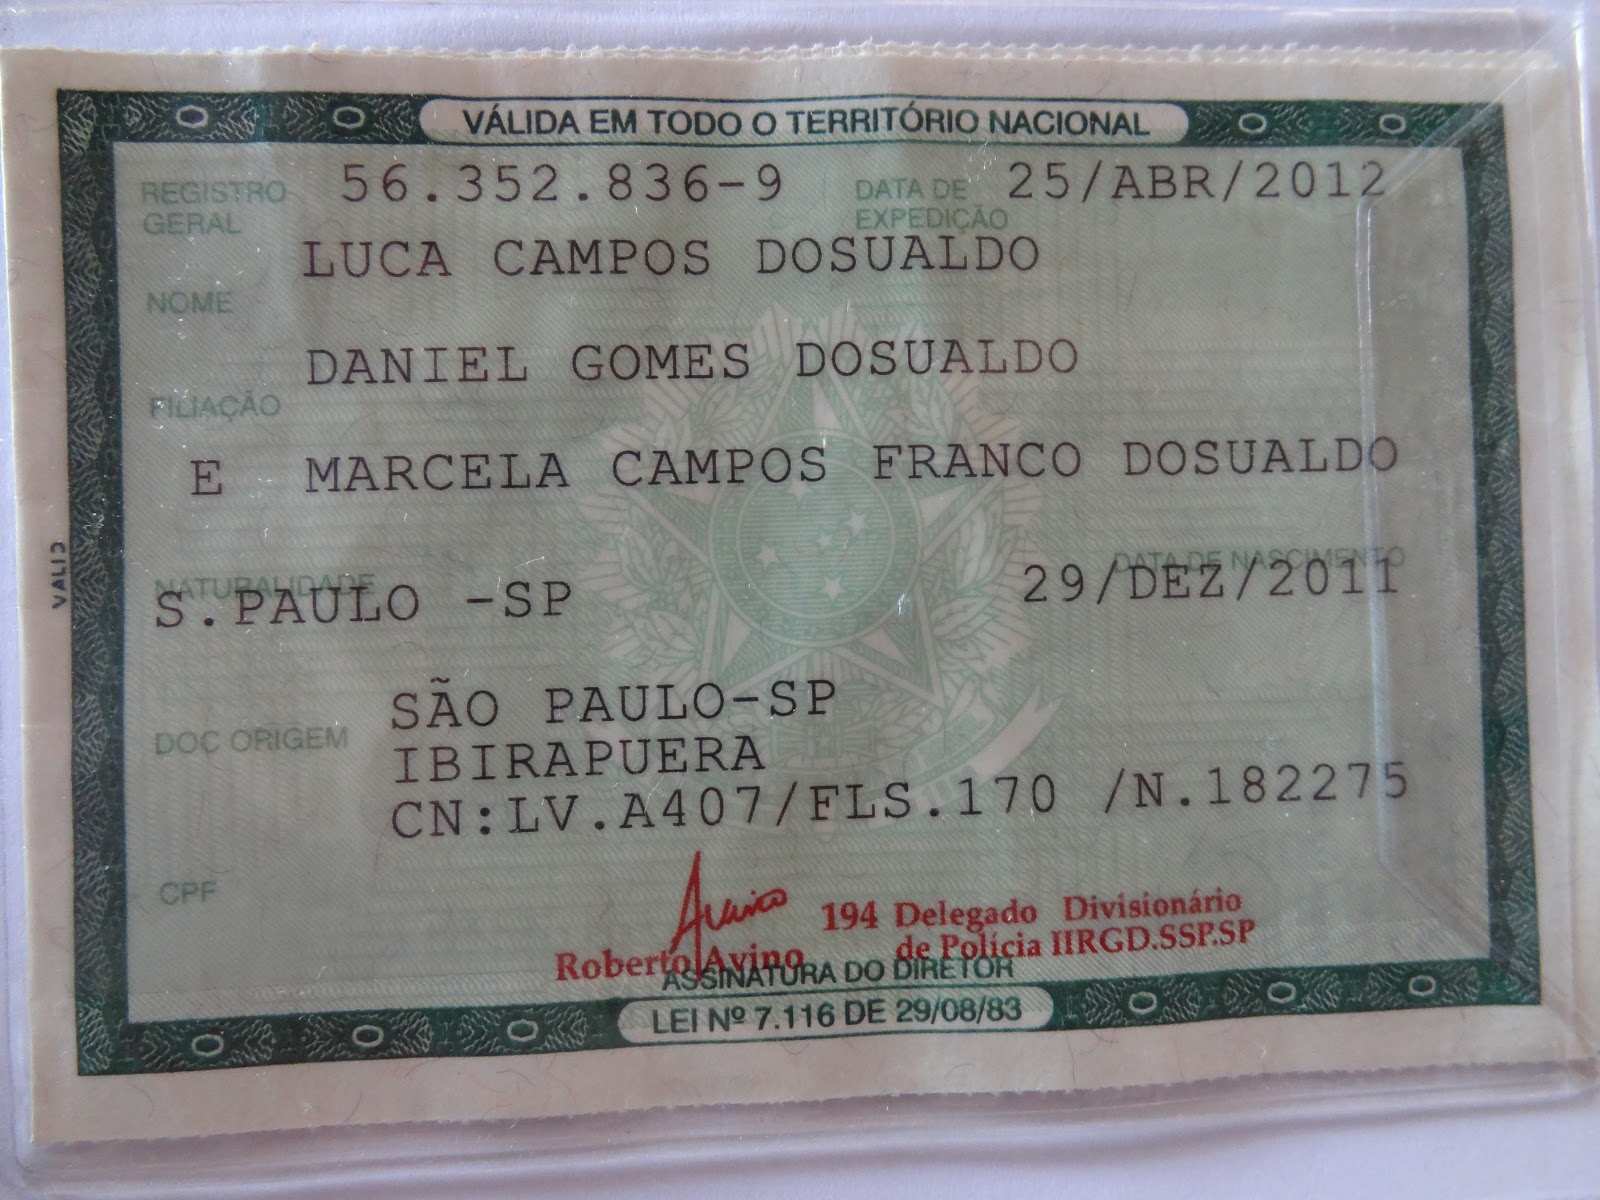 VÁLIDA EM TODO O TERRITÓRIO NACIONAL
REGISTRO GERAL 56.352.836-9 DATA DE EXPEDIÇÃO 25/ABR/2012
NOME LUCA CAMPOS DOSUALDO
FILIAÇÃO DANIEL GOMES DOSUALDO
E MARCELA CAMPOS FRANCO DOSUALDO
VALID
NATURALIDADE DATA DE NASCIMENTO
S.PAULO -SP 29/DEZ/2011
DOC ORIGEM SÃO PAULO-SP
IBIRAPUERA
CN:LV.A407/FLS.170 /N.182275
CPF
194 Delegado Divisionário
Roberto Avino de Polícia IIRGD.SSP.SP
ASSINATURA DO DIRETOR
LEI Nº 7.116 DE 29/08/83